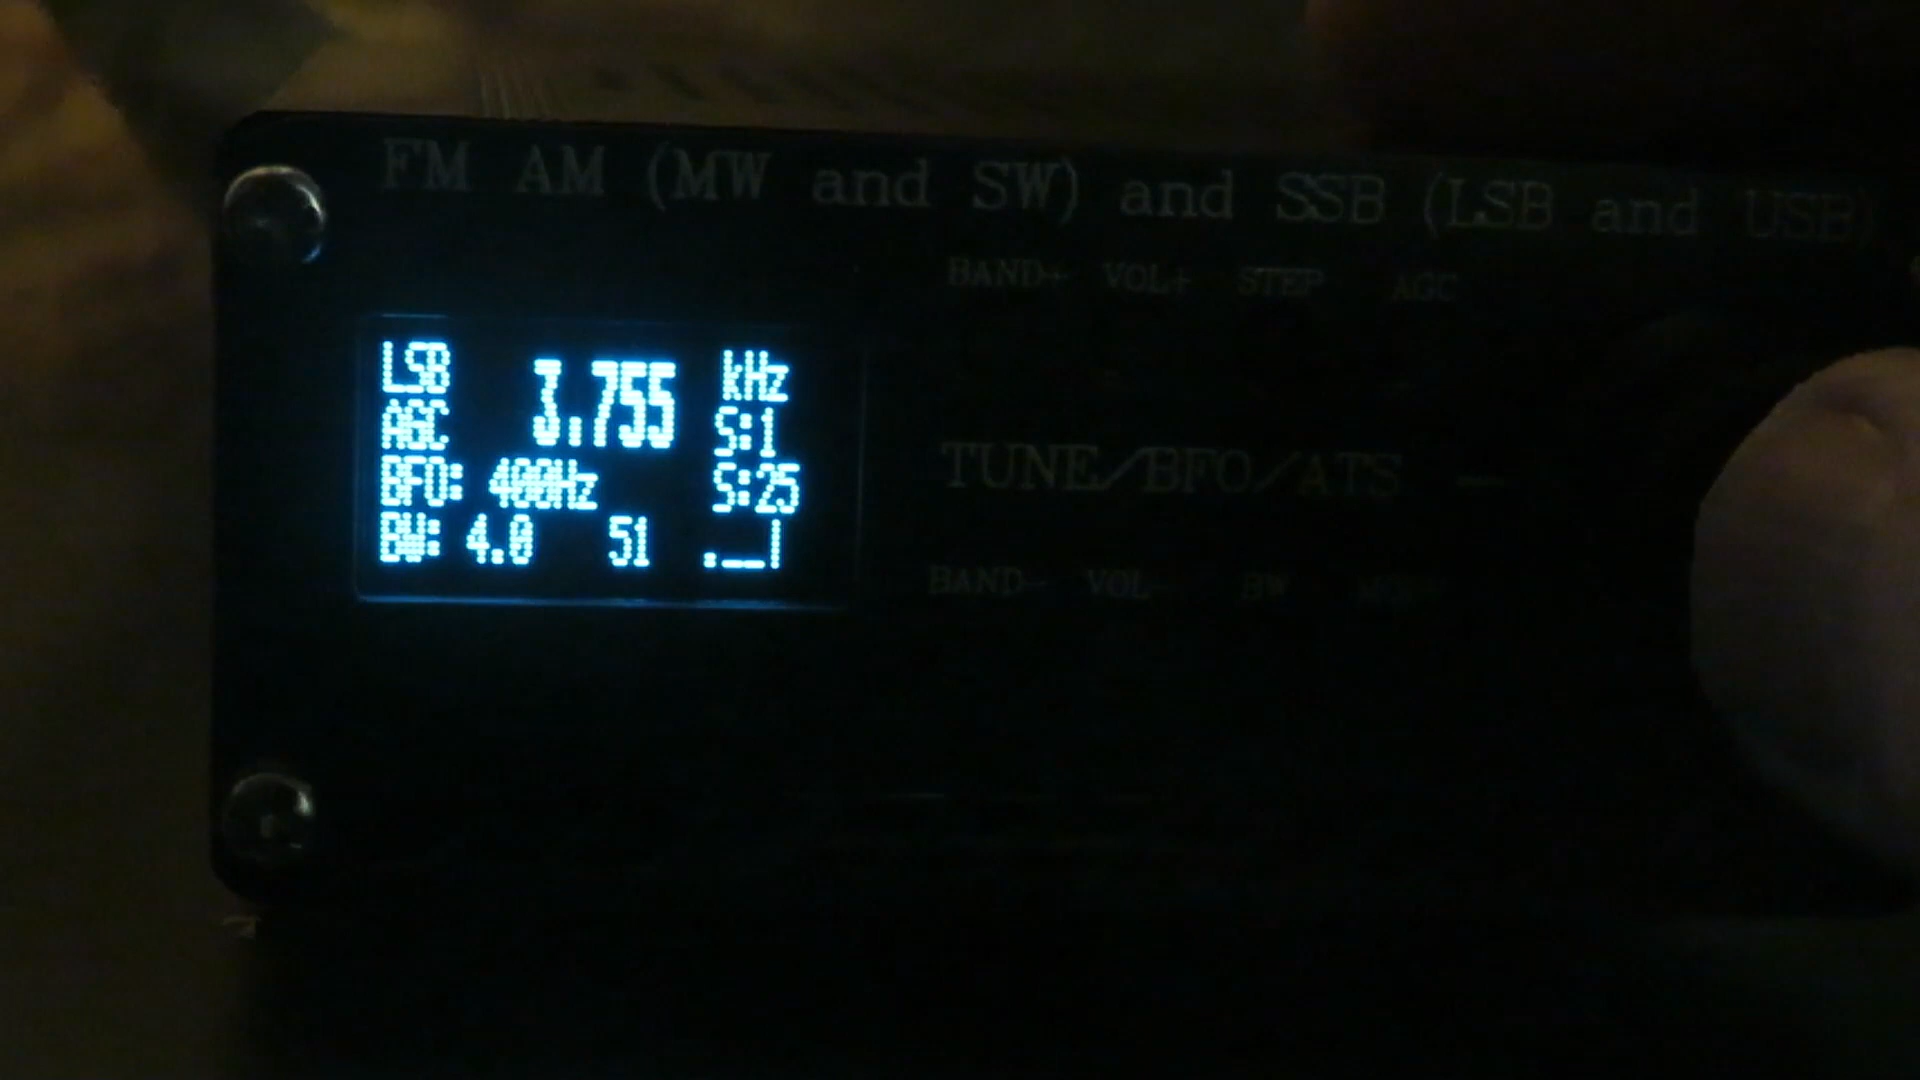 FM AM (MW and SW) and SSB (LSB and USB)
BAND+ VOL+ STEP AGC
LSB 3.755 kHz
AGC S:1
BFO: 400Hz S:25
BW: 4.0 51
TUNE/BFO/ATS
BAND- VOL- BW